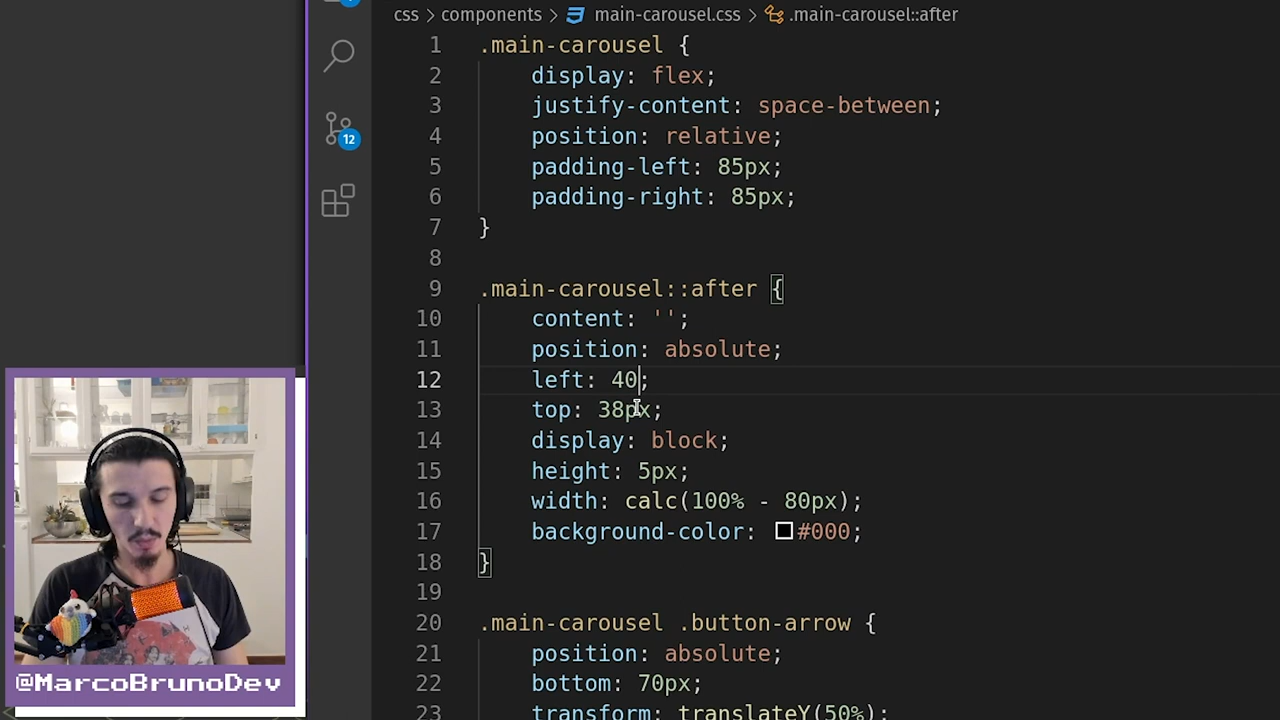 css > components > main-carousel.css > .main-carousel::after
1 .main-carousel {
2 display: flex;
3 justify-content: space-between;
4 position: relative;
5 padding-left: 85px;
6 padding-right: 85px;
7 }
8
9 .main-carousel::after {
10 content: '';
11 position: absolute;
12 left: 40;
13 top: 38px;
14 display: block;
15 height: 5px;
16 width: calc(100% - 80px);
17 background-color: #000;
18 }
19
20 .main-carousel .button-arrow {
21 position: absolute;
22 bottom: 70px;
23 transform: translateY(50%);
12
@MarcoBrunoDev